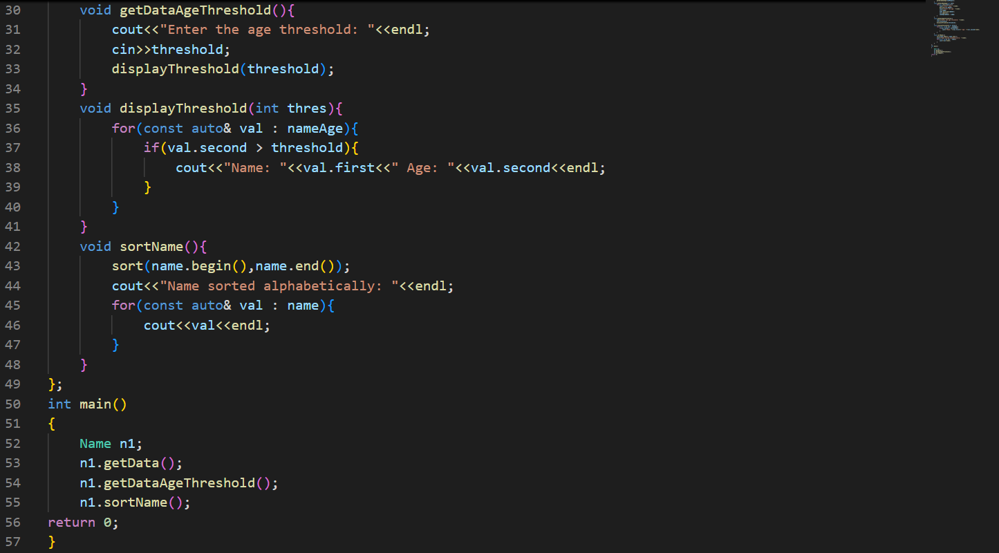 30 void getDataAgeThreshold(){
31 cout<<"Enter the age threshold: "<<endl;
32 cin>>threshold;
33 displayThreshold(threshold);
34 }
35 void displayThreshold(int thres){
36 for(const auto& val : nameAge){
37 if(val.second > threshold){
38 cout<<"Name: "<<val.first<<" Age: "<<val.second<<endl;
39 }
40 }
41 }
42 void sortName(){
43 sort(name.begin(),name.end());
44 cout<<"Name sorted alphabetically: "<<endl;
45 for(const auto& val : name){
46 cout<<val<<endl;
47 }
48 }
49 };
50 int main()
51 {
52 Name n1;
53 n1.getData();
54 n1.getDataAgeThreshold();
55 n1.sortName();
56 return 0;
57 }